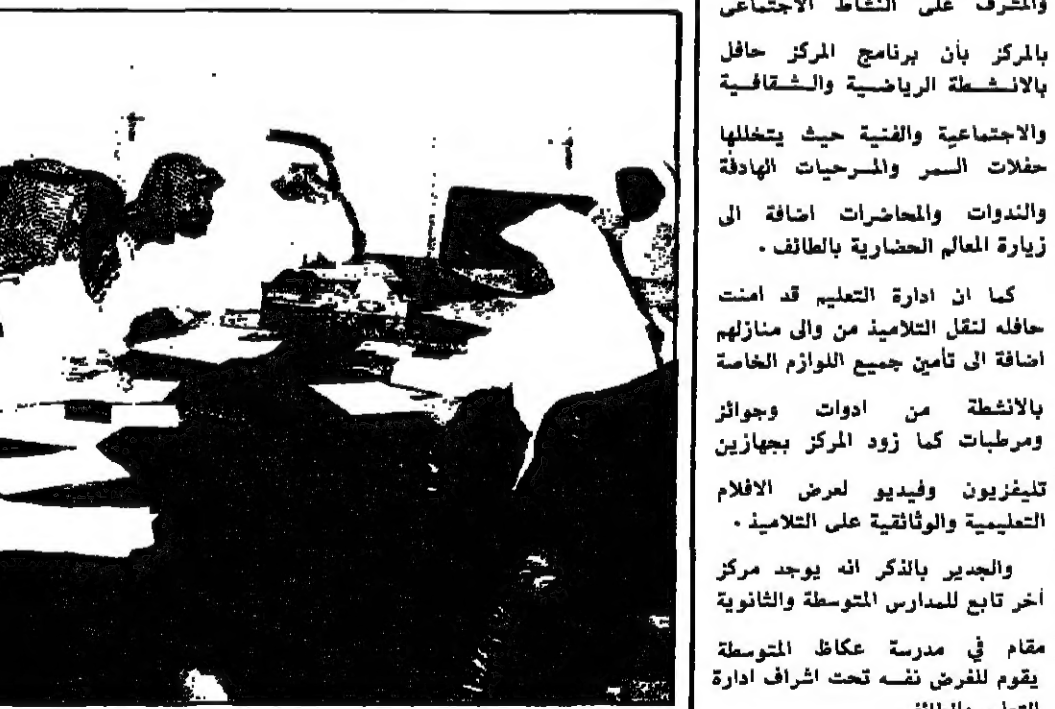 والمشرف على النشاط الاجتماعى
بالمركز بأن برنامج المركز حافل
بالانشطة الرياضية والثقافية
والاجتماعية والفنية حيث يتخللها
حفلات السمر والمسرحيات الهادفة
والندوات والمحاضرات اضافة الى
زيارة المعالم الحضارية بالطائف .
كما ان ادارة التعليم قد امنت
حافله لنقل التلاميذ من والى منازلهم
اضافة الى تأمين جميع اللوازم الخاصة
بالانشطة من ادوات وجوائز
ومرطبات كما زود المركز بجهازين
تليفزيون وفيديو لعرض الافلام
التعليمية والوثائقية على التلاميذ .
والجدير بالذكر انه يوجد مركز
أخر تابع للمدارس المتوسطة والثانوية
مقام في مدرسة عكاظ المتوسطة
يقوم للغرض نفسه تحت اشراف ادارة